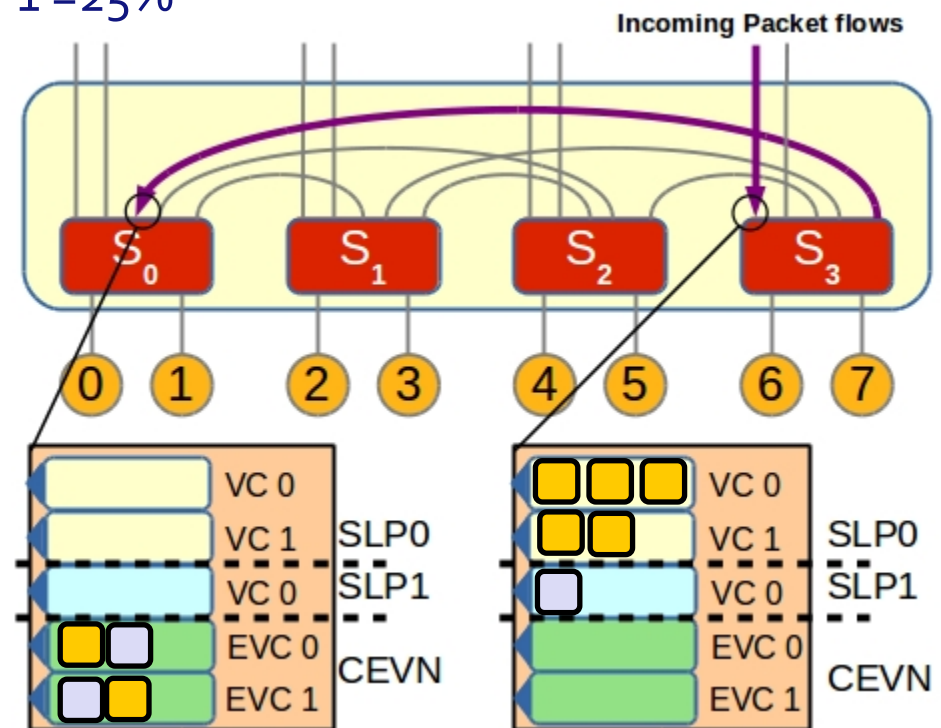 1 =25%
Incoming Packet flows
S0 S1 S2 S3
0 1 2 3 4 5 6 7
VC 0
VC 1
SLP0
VC 0
SLP1
EVC 0
CEVN
EVC 1
VC 0
VC 1
SLP0
VC 0
SLP1
EVC 0
CEVN
EVC 1